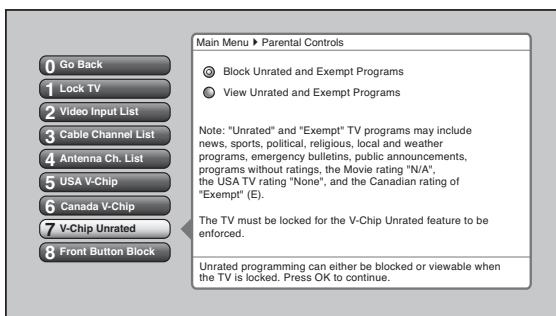 Main Menu ▶ Parental Controls
0 Go Back
1 Lock TV
2 Video Input List
3 Cable Channel List
4 Antenna Ch. List
5 USA V-Chip
6 Canada V-Chip
7 V-Chip Unrated
8 Front Button Block
Block Unrated and Exempt Programs
View Unrated and Exempt Programs
Note: "Unrated" and "Exempt" TV programs may include
news, sports, political, religious, local and weather
programs, emergency bulletins, public announcements,
programs without ratings, the Movie rating "N/A",
the USA TV rating "None", and the Canadian rating of
"Exempt" (E).
The TV must be locked for the V-Chip Unrated feature to be
enforced.
Unrated programming can either be blocked or viewable when
the TV is locked. Press OK to continue.